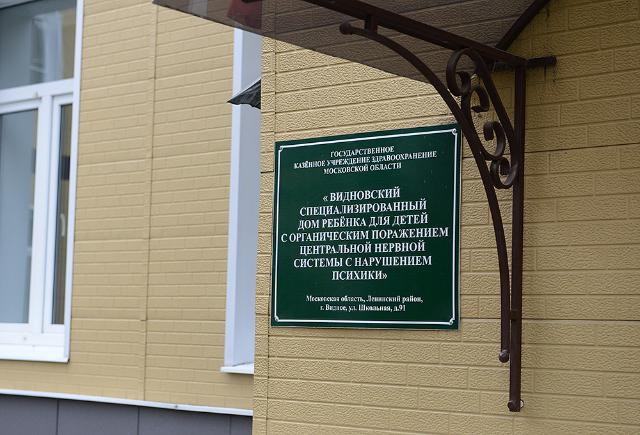 ГОСУДАРСТВЕННОЕ
КАЗЁННОЕ УЧРЕЖДЕНИЕ ЗДРАВООХРАНЕНИЕ
МОСКОВСКОЙ ОБЛАСТИ
« ВИДНОВСКИЙ
СПЕЦИАЛИЗИРОВАННЫЙ
ДОМ РЕБЁНКА ДЛЯ ДЕТЕЙ
С ОРГАНИЧЕСКИМ ПОРАЖЕНИЕМ
ЦЕНТРАЛЬНОЙ НЕРВНОЙ
СИСТЕМЫ С НАРУШЕНИЕМ
ПСИХИКИ»
Московская область, Ленинский район,
г. Видное, ул. Школьная, д.91